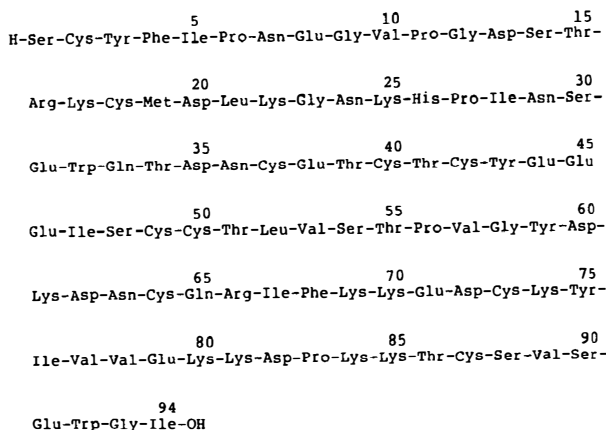 5 10 15
H-Ser-Cys-Tyr-Phe-Ile-Pro-Asn-Glu-Gly-Val-Pro-Gly-Asp-Ser-Thr-
20 25 30
Arg-Lys-Cys-Met-Asp-Leu-Lys-Gly-Asn-Lys-His-Pro-Ile-Asn-Ser-
35 40 45
Glu-Trp-Gln-Thr-Asp-Asn-Cys-Glu-Thr-Cys-Thr-Cys-Tyr-Glu-Glu
50 55 60
Glu-Ile-Ser-Cys-Cys-Thr-Leu-Val-Ser-Thr-Pro-Val-Gly-Tyr-Asp-
65 70 75
Lys-Asp-Asn-Cys-Gln-Arg-Ile-Phe-Lys-Lys-Glu-Asp-Cys-Lys-Tyr-
80 85 90
Ile-Val-Val-Glu-Lys-Lys-Asp-Pro-Lys-Lys-Thr-Cys-Ser-Val-Ser-
94
Glu-Trp-Gly-Ile-OH